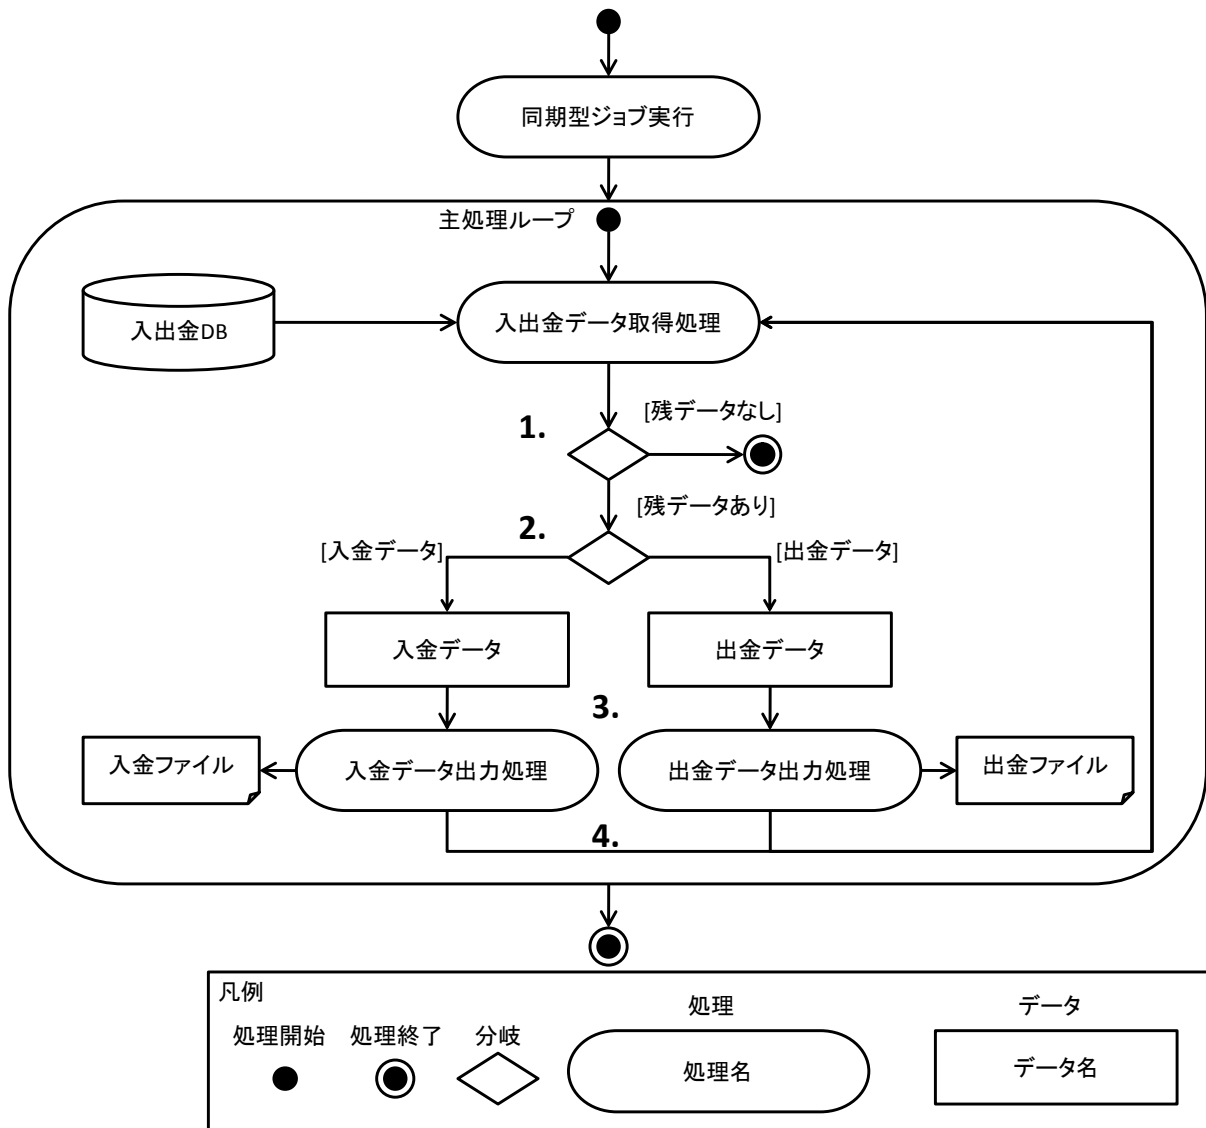 同期型ジョブ実行
主処理ループ
入出金DB
入出金データ取得処理
[残データなし]
1.
[残データあり]
2.
[入金データ]
[出金データ]
入金データ
出金データ
3.
入金ファイル
入金データ出力処理
出金データ出力処理
出金ファイル
4.
凡例
処理
データ
処理開始
処理終了
分岐
処理名
データ名